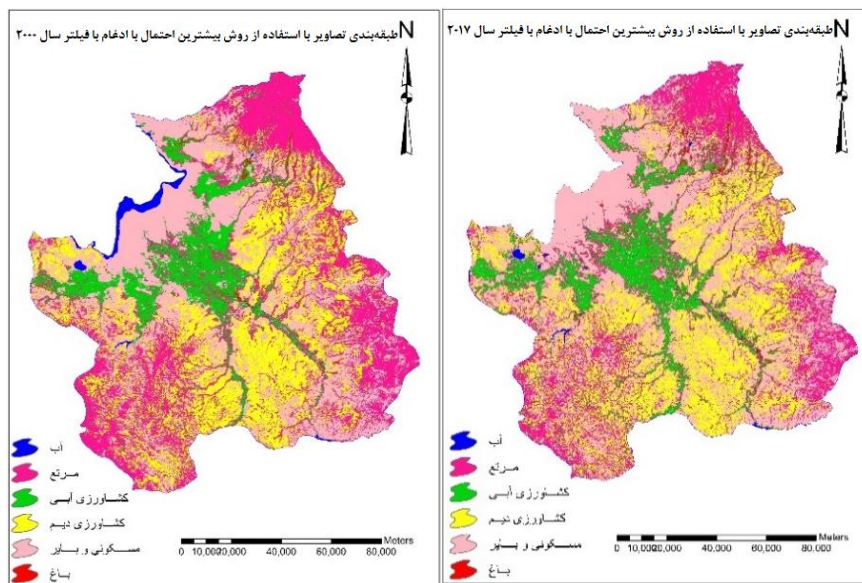 طبقه‌بندی تصاویر با استفاده از روش بیشترین احتمال با ادغام با فیلتر سال ۲۰۰۰
N
آب
مرتع
کشاورزی آبی
کشاورزی دیم
مسکونی و بایر
باغ
Meters
0 10,000 20,000 40,000 60,000 80,000
طبقه‌بندی تصاویر با استفاده از روش بیشترین احتمال با ادغام با فیلتر سال ۲۰۱۷
N
آب
مرتع
کشاورزی آبی
کشاورزی دیم
مسکونی و بایر
باغ
Meters
0 10,000 20,000 40,000 60,000 80,000